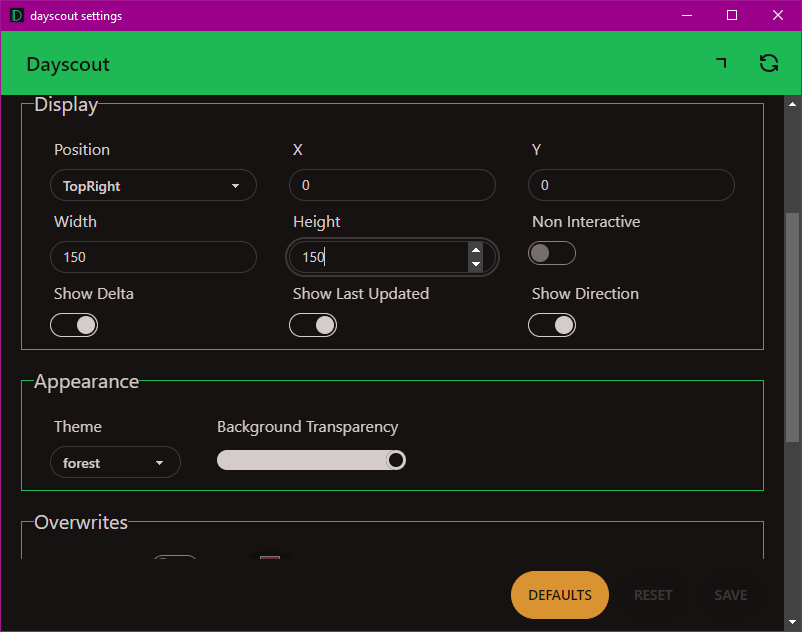 D dayscout settings
Dayscout
Display
Position X Y
TopRight 0 0
Width Height Non Interactive
150 150
Show Delta Show Last Updated Show Direction
Appearance
Theme Background Transparency
forest
Overwrites
DEFAULTS RESET SAVE